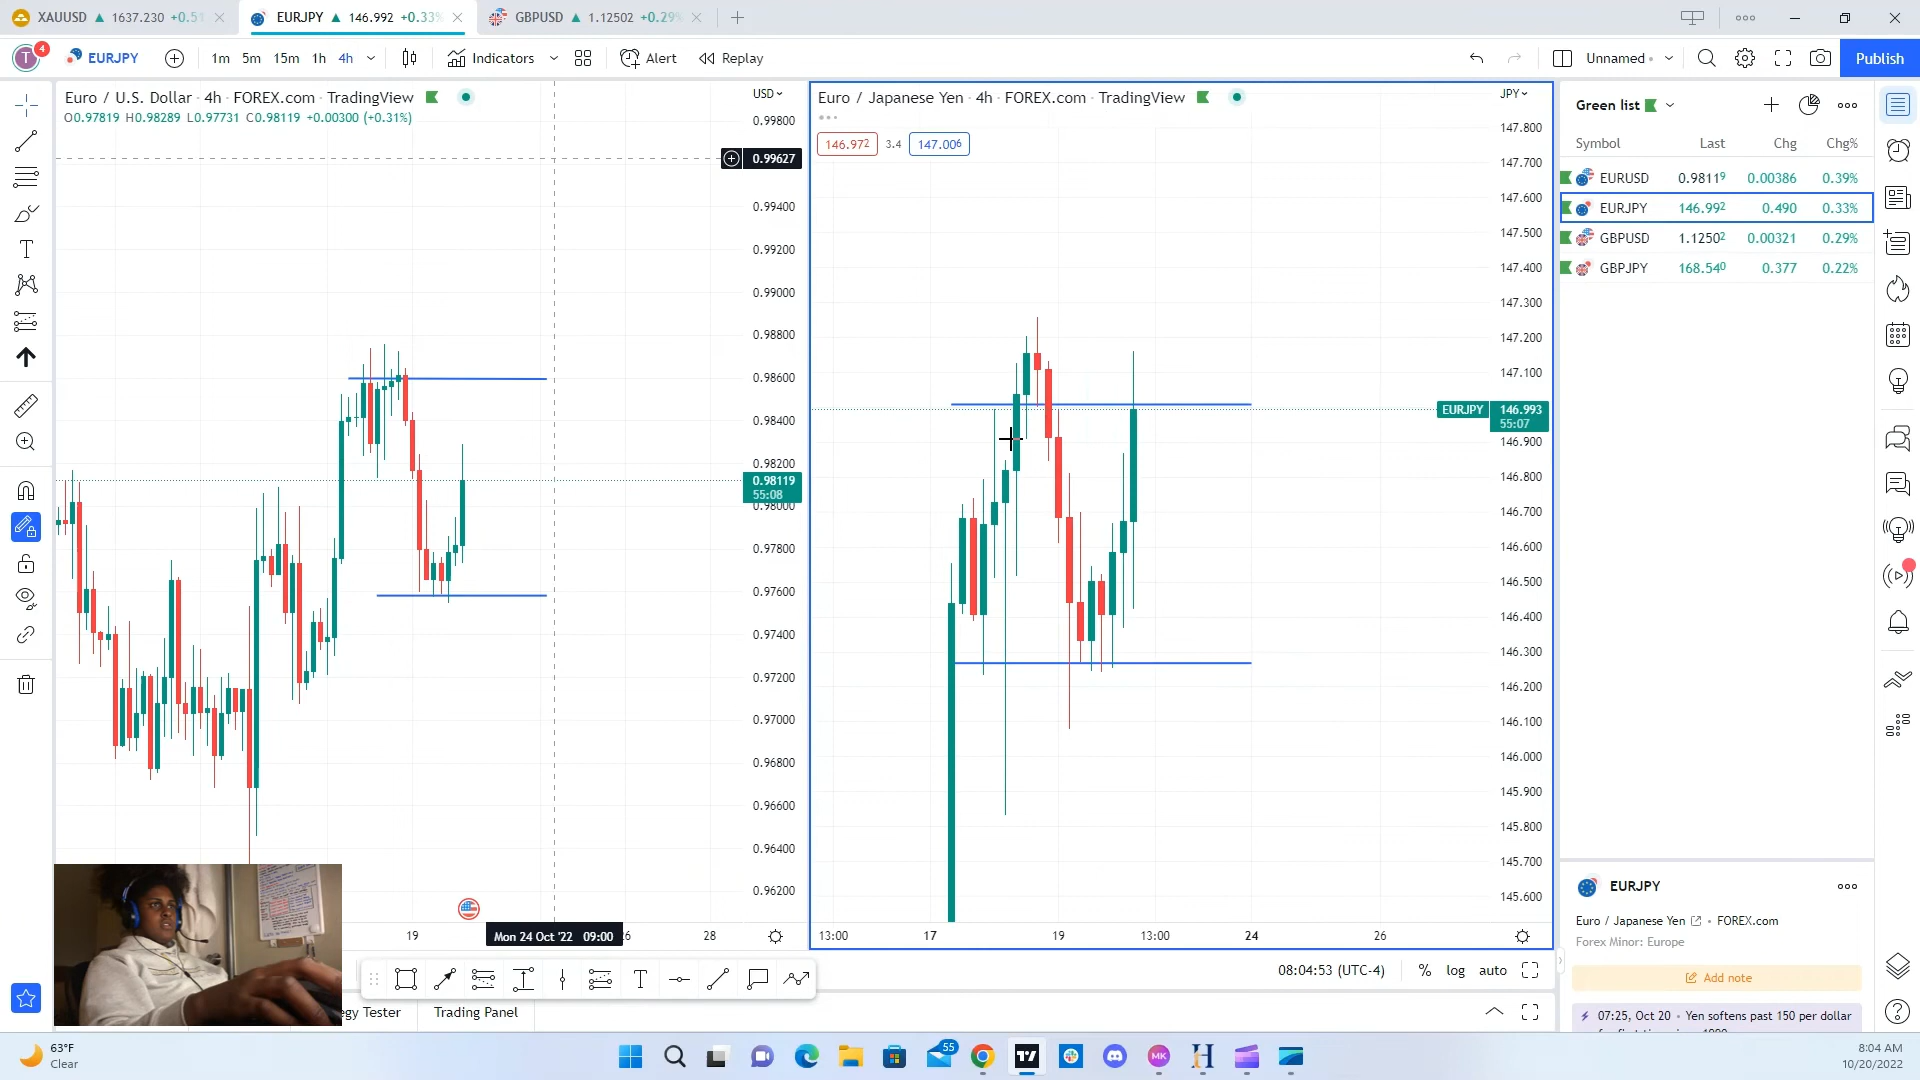 XAUUSD ▲ 1637.230 +0.5
EURJPY ▲ 146.992 +0.33%
GBPUSD ▲ 1.12502 +0.29%
T 4 EURJPY 1m 5m 15m 1h 4h Indicators Alert Replay Unnamed Publish
Euro / U.S. Dollar · 4h · FOREX.com · TradingView
O0.97819 H0.98289 L0.97731 C0.98119 +0.00300 (+0.31%)
USD
0.99800
0.99627
0.99400
0.99200
0.99000
0.98800
0.98600
0.98400
0.98200
0.98119
55:08
0.98000
0.97800
0.97600
0.97400
0.97200
0.97000
0.96800
0.96600
0.96400
0.96200
19 Mon 24 Oct '22 09:00 26 28
Euro / Japanese Yen · 4h · FOREX.com · TradingView
146.972 3.4 147.006
JPY
147.800
147.700
147.600
147.500
147.400
147.300
147.200
147.100
EURJPY 146.993
55:07
146.900
146.800
146.700
146.600
146.500
146.400
146.300
146.200
146.100
146.000
145.900
145.800
145.700
145.600
13:00 17 19 13:00 24 26
08:04:53 (UTC-4) % log auto
gy Tester Trading Panel
Green list
Symbol Last Chg Chg%
EURUSD 0.98119 0.00386 0.39%
EURJPY 146.992 0.490 0.33%
GBPUSD 1.12502 0.00321 0.29%
GBPJPY 168.540 0.377 0.22%
EURJPY
Euro / Japanese Yen • FOREX.com
Forex Minor: Europe
Add note
07:25, Oct 20 • Yen softens past 150 per dollar
63°F
Clear
55
MK
H
8:04 AM
10/20/2022